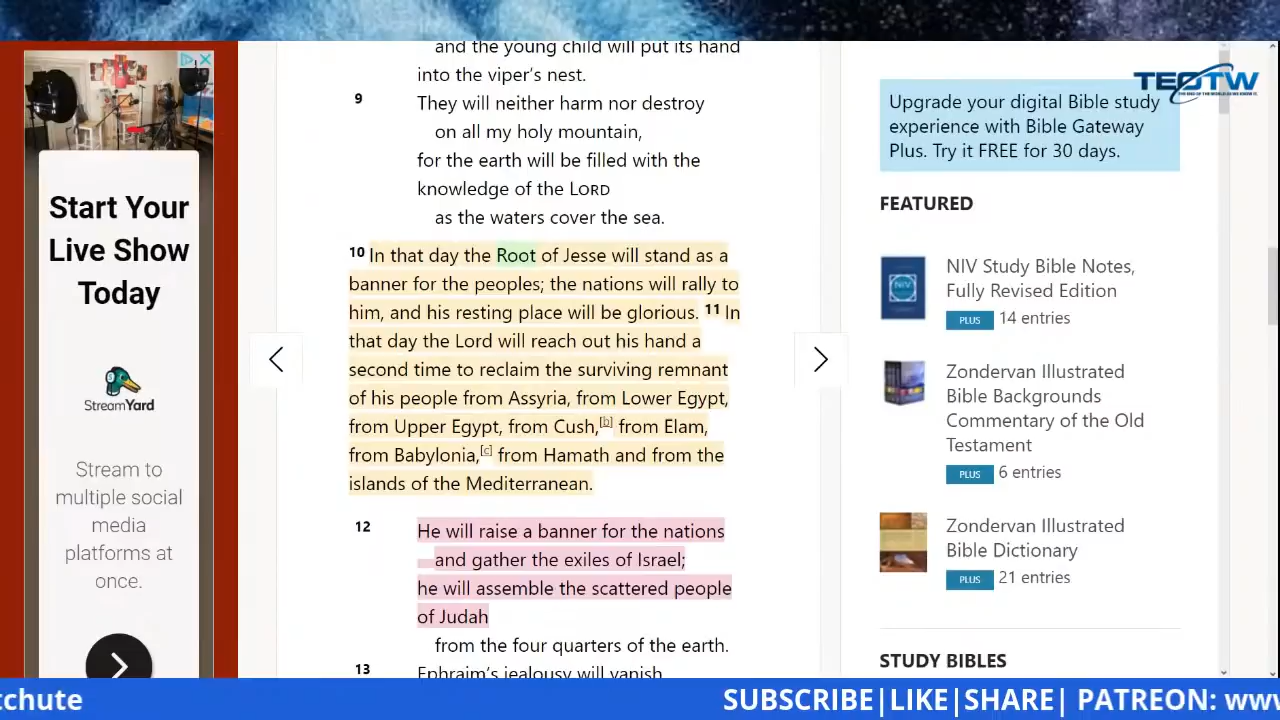 Start Your
Live Show
Today
StreamYard
Stream to
multiple social
media
platforms at
once.
and the young child will put its hand
into the viper's nest.
9 They will neither harm nor destroy
on all my holy mountain,
for the earth will be filled with the
knowledge of the LORD
as the waters cover the sea.
10 In that day the Root of Jesse will stand as a
banner for the peoples; the nations will rally to
him, and his resting place will be glorious. 11 In
that day the Lord will reach out his hand a
second time to reclaim the surviving remnant
of his people from Assyria, from Lower Egypt,
from Upper Egypt, from Cush,[b] from Elam,
from Babylonia,[c] from Hamath and from the
islands of the Mediterranean.
12 He will raise a banner for the nations
and gather the exiles of Israel;
he will assemble the scattered people
of Judah
from the four quarters of the earth.
13 Ephraim's jealousy will vanish,
TEOTW
THE END OF THE WORLD AS WE KNOW IT.
Upgrade your digital Bible study
experience with Bible Gateway
Plus. Try it FREE for 30 days.
FEATURED
NIV Study Bible Notes,
Fully Revised Edition
PLUS 14 entries
Zondervan Illustrated
Bible Backgrounds
Commentary of the Old
Testament
PLUS 6 entries
Zondervan Illustrated
Bible Dictionary
PLUS 21 entries
STUDY BIBLES
tchute SUBSCRIBE|LIKE|SHARE| PATREON: www